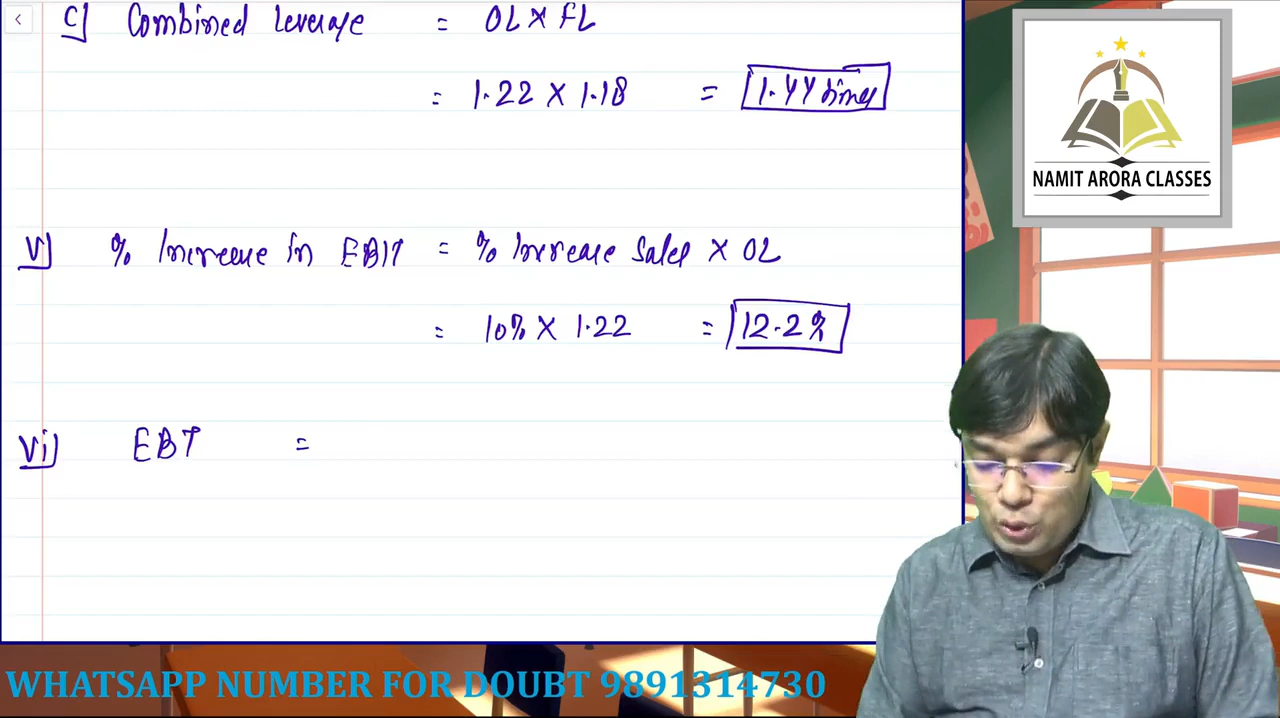 c) Combined leverage = OL X FL
= 1.22 X 1.18 = 1.44 times
v) % Increase in EBIT = % Increase Sales X OL
= 10% X 1.22 = 12.2%
vi) EBT =
NAMIT ARORA CLASSES
WHATSAPP NUMBER FOR DOUBT 9891314730